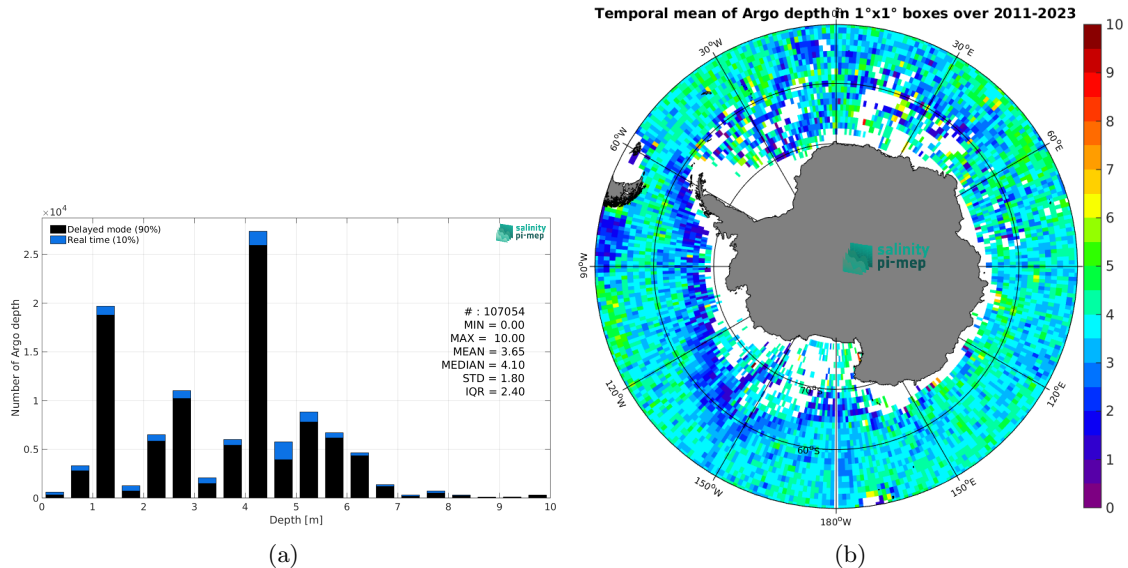 ×10⁴
Delayed mode (90%)
Real time (10%)
salinity
pi-mep
# : 107054
MIN = 0.00
MAX = 10.00
MEAN = 3.65
MEDIAN = 4.10
STD = 1.80
IQR = 2.40
Number of Argo depth
2.5
2
1.5
1
0.5
0
0 1 2 3 4 5 6 7 8 9 10
Depth [m]
(a)
Temporal mean of Argo depth in 1°x1° boxes over 2011-2023
0°
30°W
30°E
60°W
60°E
90°W
salinity
pi-mep
120°W
120°E
70°S
60°S
150°W
150°E
180°W
10
9
8
7
6
5
4
3
2
1
0
(b)